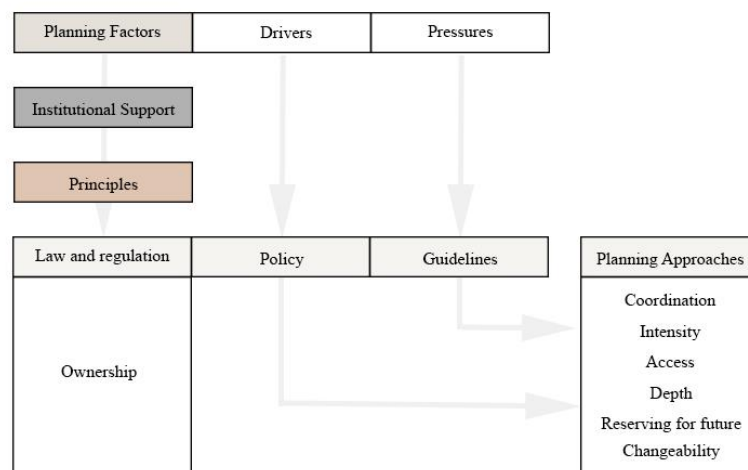 Planning Factors
Drivers
Pressures
Institutional Support
Principles
Law and regulation
Policy
Guidelines
Planning Approaches
Ownership
Coordination
Intensity
Access
Depth
Reserving for future
Changeability